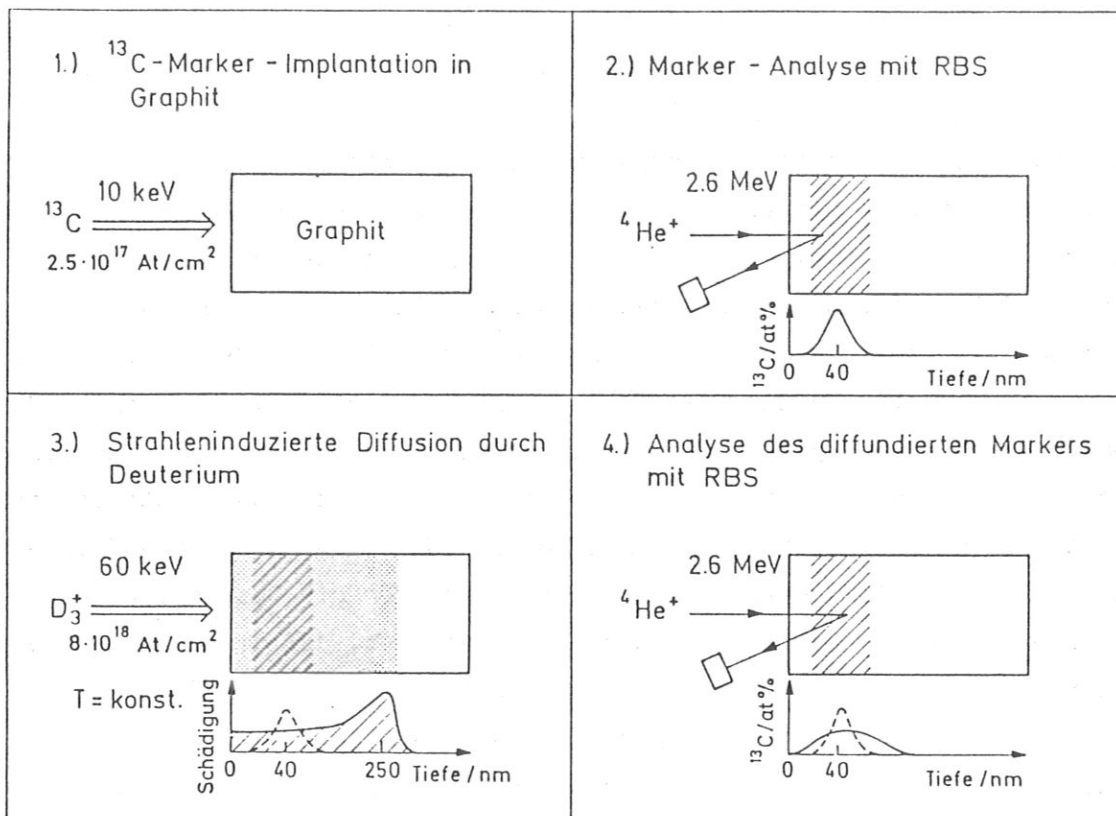 1.) ¹³C-Marker - Implantation in
Graphit
10 keV
¹³C
2.5·10¹⁷ At/cm²
Graphit
2.) Marker - Analyse mit RBS
2.6 MeV
⁴He⁺
¹³C/at%
0 40 Tiefe/nm
3.) Strahleninduzierte Diffusion durch
Deuterium
60 keV
D₃⁺
8·10¹⁸ At/cm²
T = konst.
Schädigung
0 40 250 Tiefe/nm
4.) Analyse des diffundierten Markers
mit RBS
2.6 MeV
⁴He⁺
¹³C/at%
0 40 Tiefe/nm